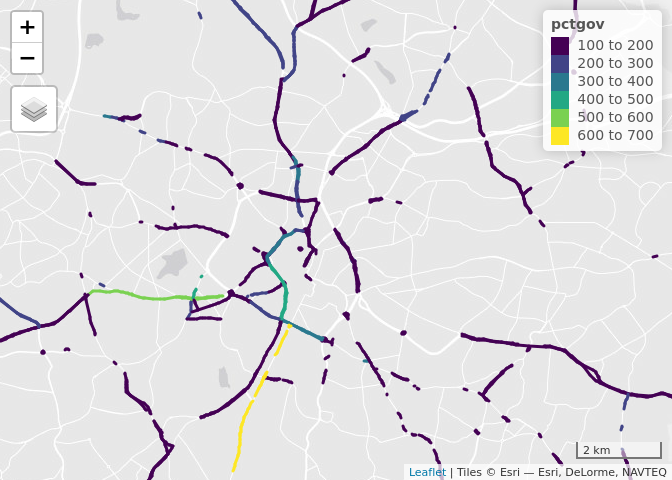 +
−
pctgov
100 to 200
200 to 300
300 to 400
400 to 500
500 to 600
600 to 700
2 km
Leaflet | Tiles © Esri — Esri, DeLorme, NAVTEQ